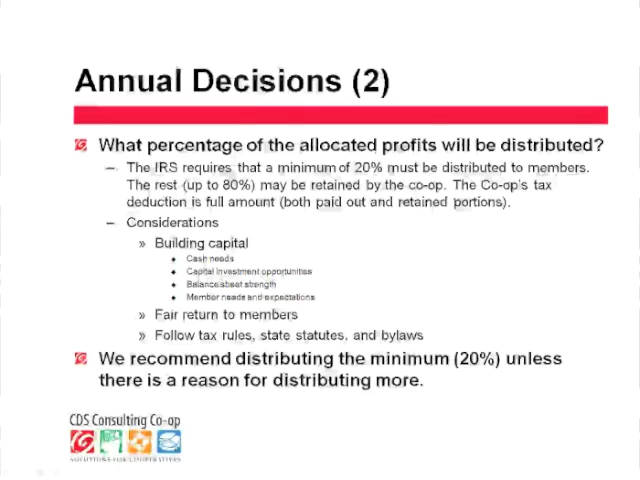 Annual Decisions (2)
What percentage of the allocated profits will be distributed?
– The IRS requires that a minimum of 20% must be distributed to members.
The rest (up to 80%) may be retained by the co-op. The Co-op's tax
deduction is full amount (both paid out and retained portions).
– Considerations
» Building capital
◆ Cash needs
◆ Capital investment opportunities
◆ Balance sheet strength
◆ Member needs and expectations
» Fair return to members
» Follow tax rules, state statutes, and bylaws
We recommend distributing the minimum (20%) unless
there is a reason for distributing more.
CDS Consulting Co-op
SOLUTIONS FOR COOPERATIVES